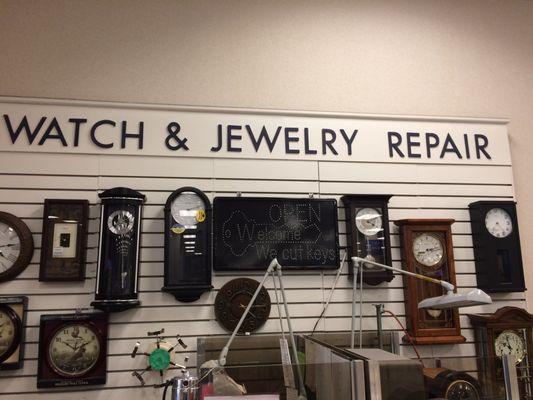 WATCH & JEWELRY REPAIR
OPEN
Welcome
We cut Keys